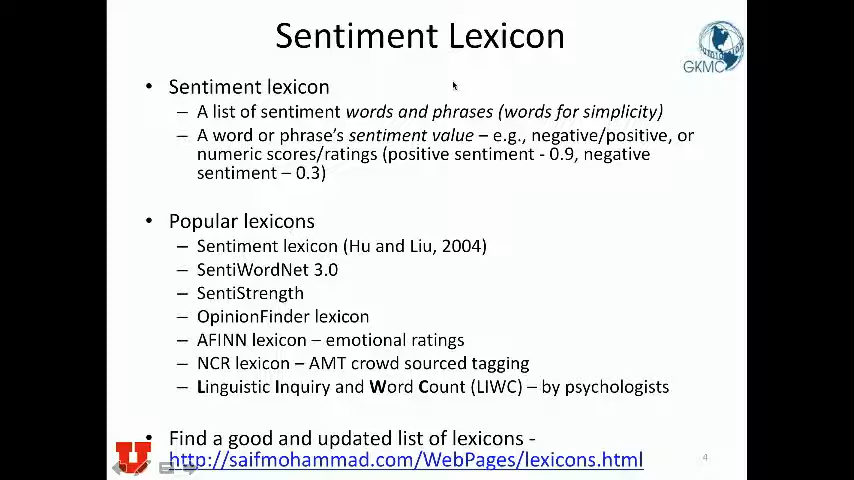 Sentiment Lexicon
GKMC
• Sentiment lexicon
– A list of sentiment words and phrases (words for simplicity)
– A word or phrase's sentiment value – e.g., negative/positive, or
numeric scores/ratings (positive sentiment - 0.9, negative
sentiment – 0.3)
• Popular lexicons
– Sentiment lexicon (Hu and Liu, 2004)
– SentiWordNet 3.0
– SentiStrength
– OpinionFinder lexicon
– AFINN lexicon – emotional ratings
– NCR lexicon – AMT crowd sourced tagging
– Linguistic Inquiry and Word Count (LIWC) – by psychologists
• Find a good and updated list of lexicons -
http://saifmohammad.com/WebPages/lexicons.html
4
U